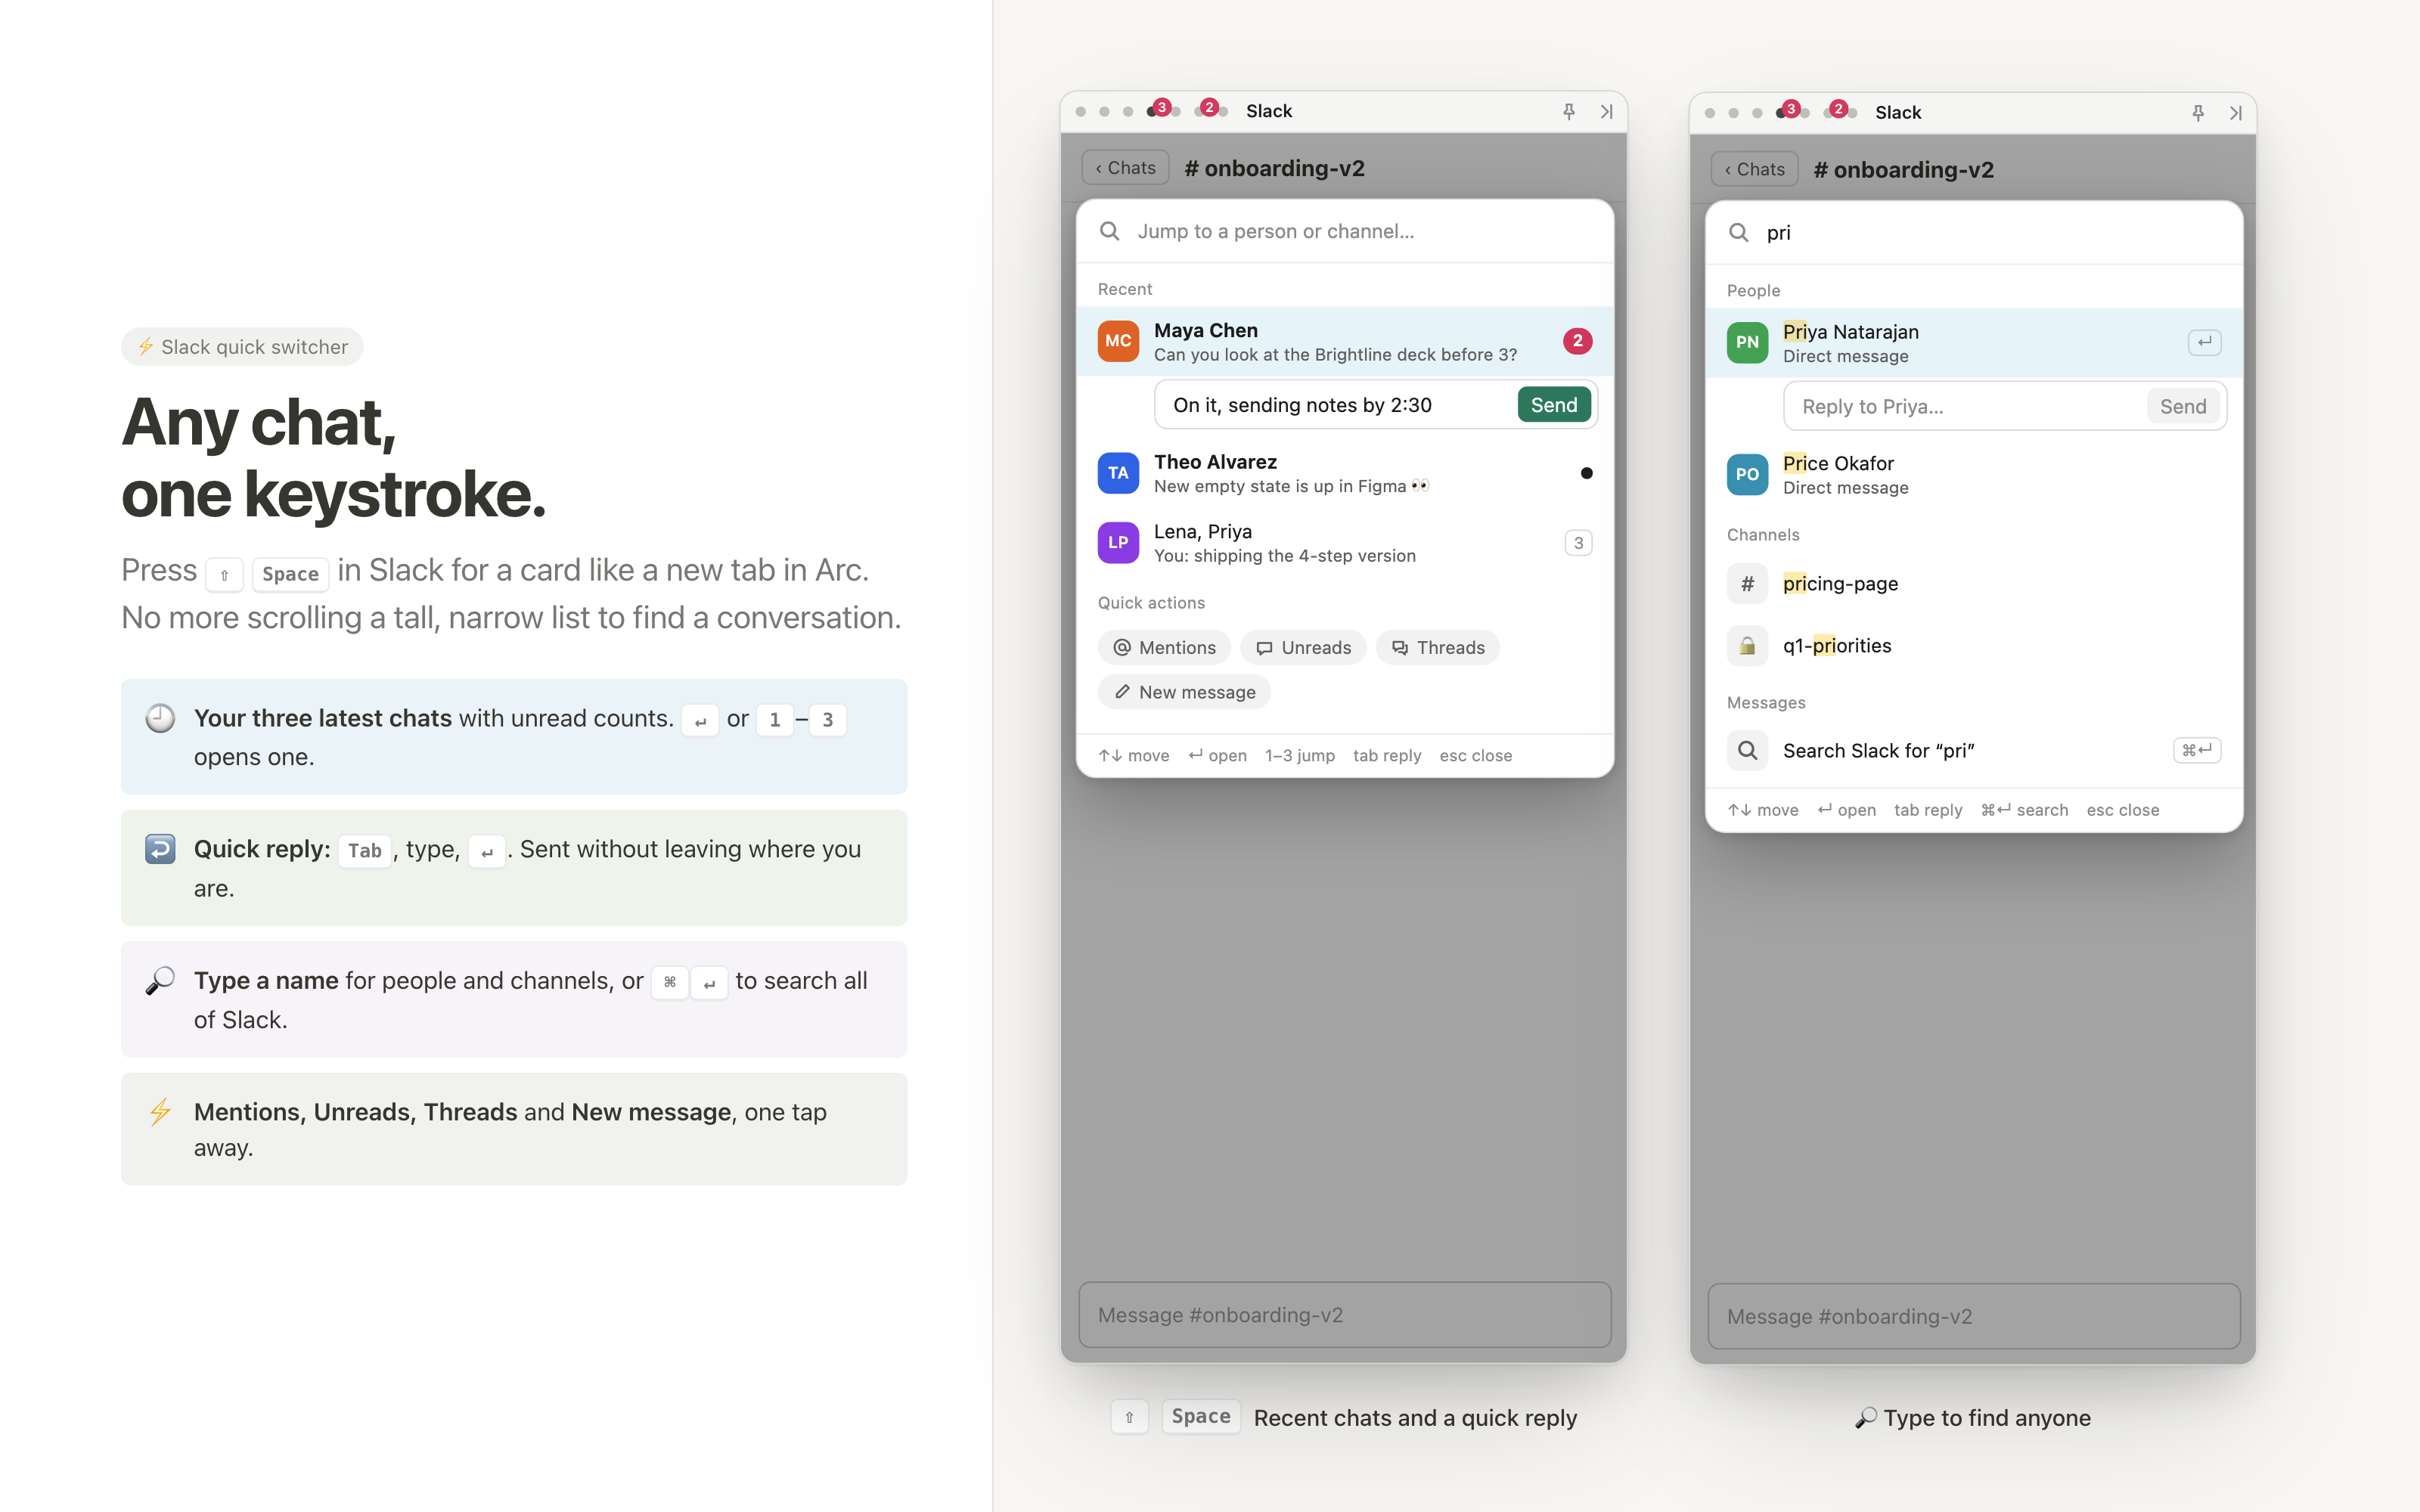 ⚡ Slack quick switcher
Any chat,
one keystroke.
Press ⇧ Space in Slack for a card like a new tab in Arc.
No more scrolling a tall, narrow list to find a conversation.
Your three latest chats with unread counts. ↵ or 1–3
opens one.
Quick reply: Tab, type, ↵. Sent without leaving where you
are.
Type a name for people and channels, or ⌘ ↵ to search all
of Slack.
Mentions, Unreads, Threads and New message, one tap
away.
3 2 Slack
‹ Chats # onboarding-v2
Jump to a person or channel...
Recent
MC Maya Chen
Can you look at the Brightline deck before 3? 2
On it, sending notes by 2:30 Send
TA Theo Alvarez
New empty state is up in Figma 👀
LP Lena, Priya
You: shipping the 4-step version 3
Quick actions
Mentions Unreads Threads
New message
↑↓ move ↵ open 1–3 jump tab reply esc close
Message #onboarding-v2
⇧ Space Recent chats and a quick reply
3 2 Slack
‹ Chats # onboarding-v2
pri
People
PN Priya Natarajan ↵
Direct message
Reply to Priya... Send
PO Price Okafor
Direct message
Channels
# pricing-page
q1-priorities
Messages
Search Slack for “pri” ⌘↵
↑↓ move ↵ open tab reply ⌘↵ search esc close
Message #onboarding-v2
🔎 Type to find anyone